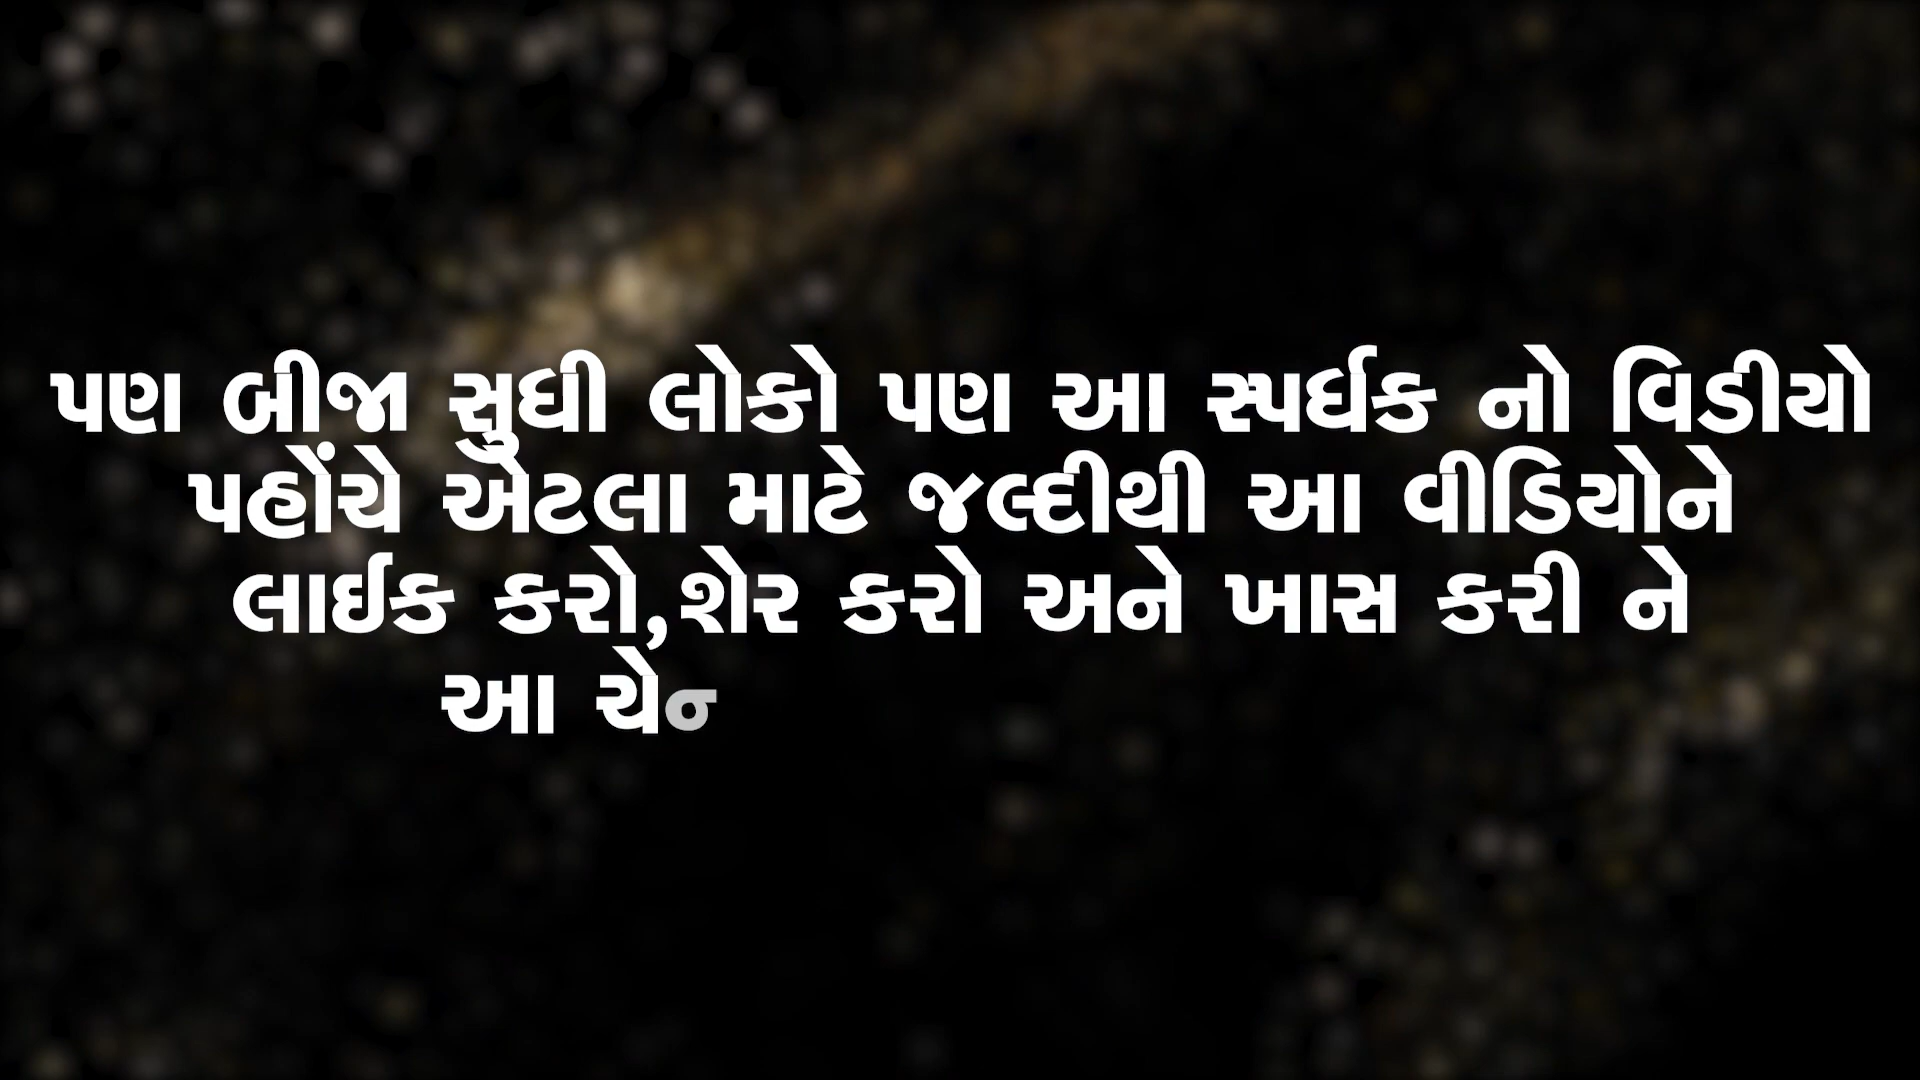 પણ બીજા સુધી લોકો પણ આ સ્પર્ધક નો વિડીયો
પહોંચે એટલા માટે જલ્દીથી આ વીડિયોને
લાઈક કરો,શેર કરો અને ખાસ કરી ને
આ ચેન